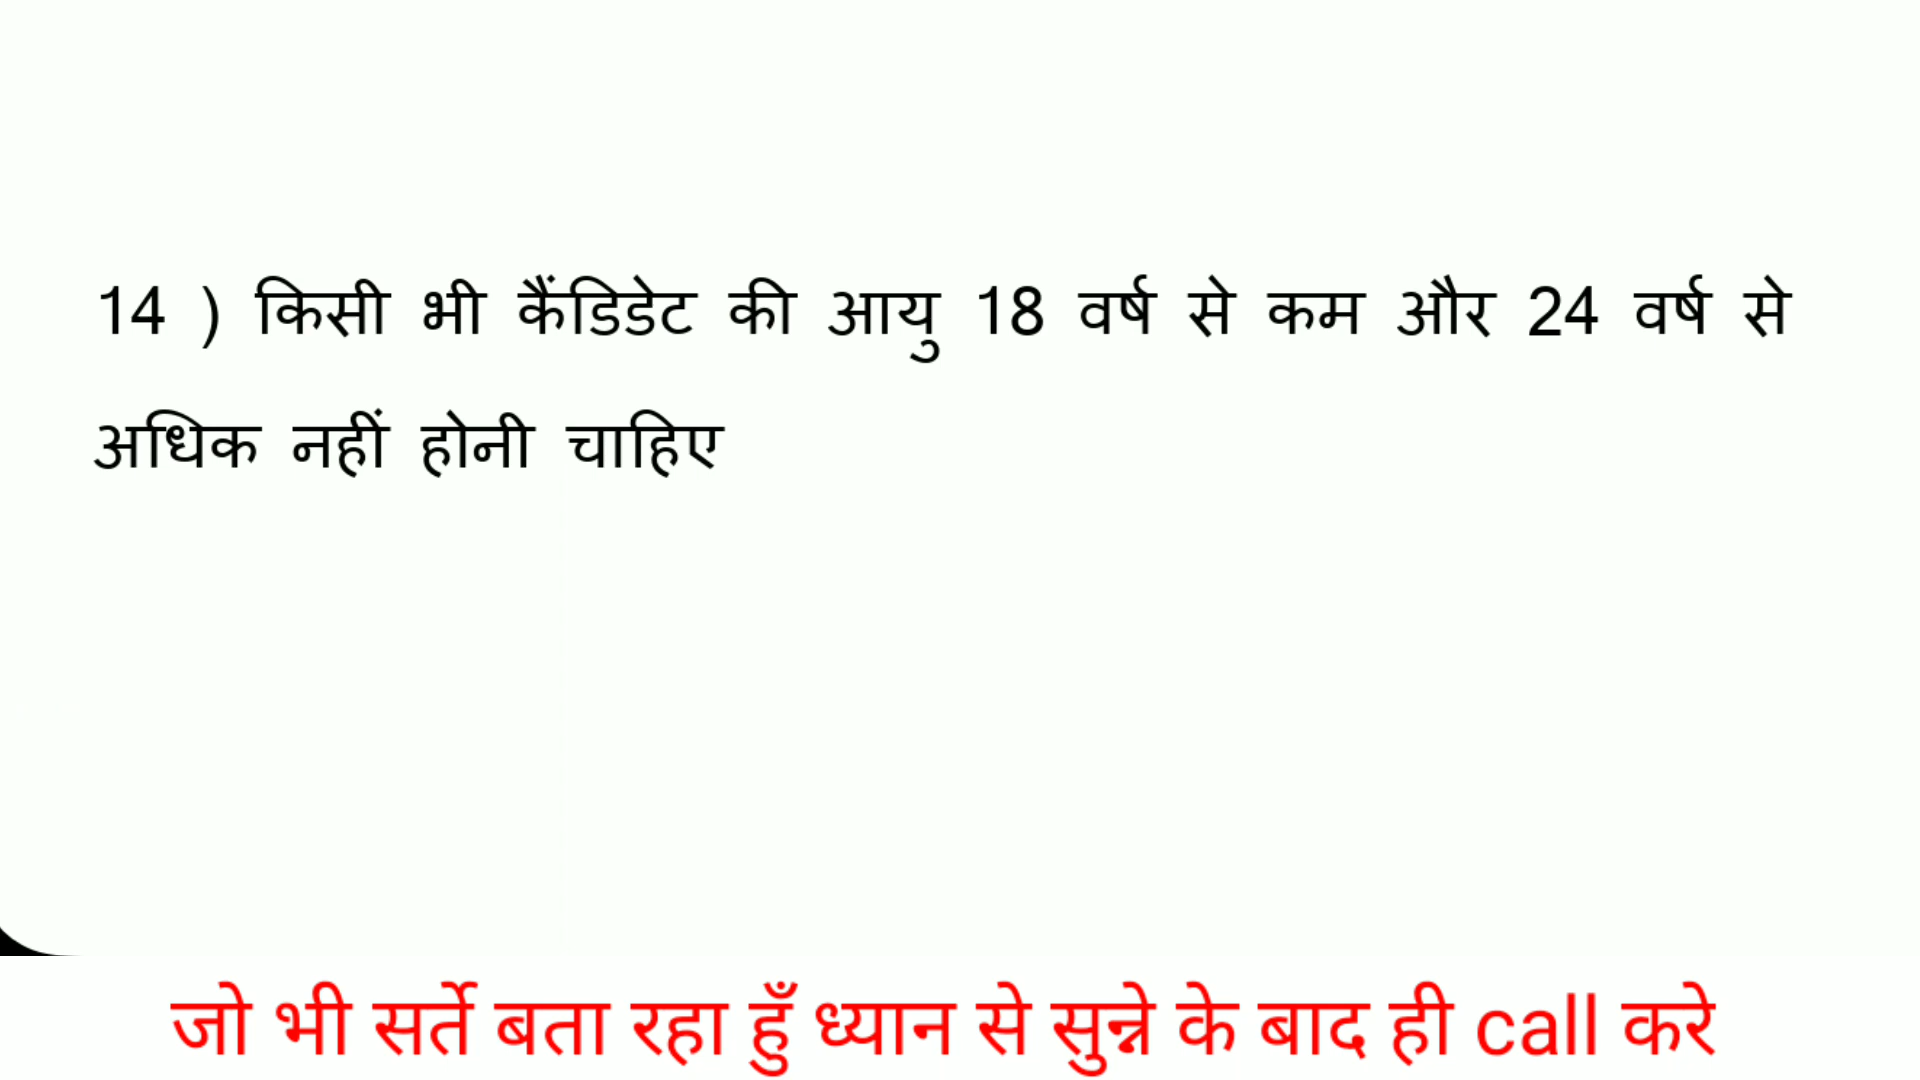 14 ) किसी भी कैंडिडेट की आयु 18 वर्ष से कम और 24 वर्ष से
अधिक नहीं होनी चाहिए
जो भी सर्ते बता रहा हुँ ध्यान से सुन्ने के बाद ही call करे